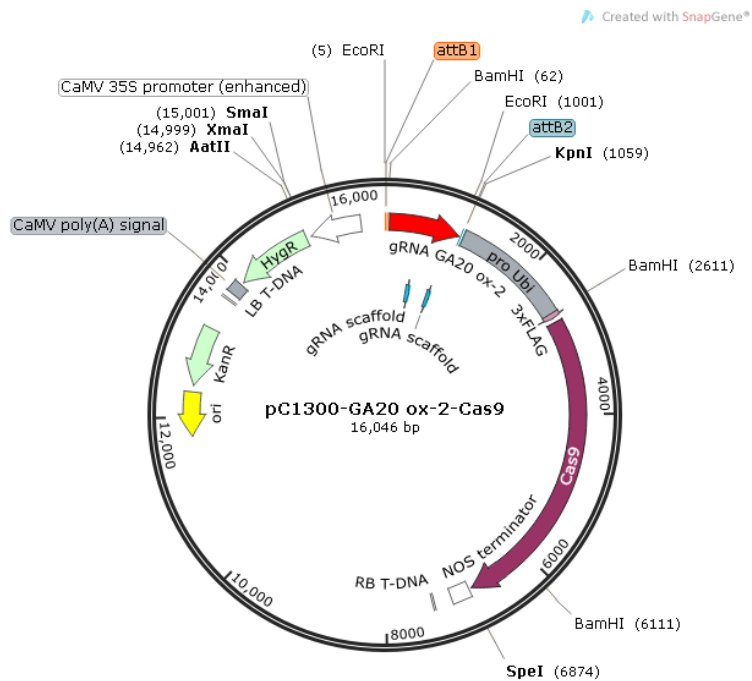 Created with SnapGene®
(5) EcoRI
attB1
BamHI (62)
CaMV 35S promoter (enhanced)
EcoRI (1001)
(15,001) SmaI
attB2
(14,999) XmaI
KpnI (1059)
(14,962) AatII
16,000
CaMV poly(A) signal
HygR
gRNA GA20 ox-2
pro Ubi
2000
BamHI (2611)
14,000
LB T-DNA
3xFLAG
gRNA scaffold
gRNA scaffold
KanR
ori
pC1300-GA20 ox-2-Cas9
16,046 bp
4000
12,000
Cas9
NOS terminator
RB T-DNA
10,000
6000
BamHI (6111)
8000
SpeI (6874)